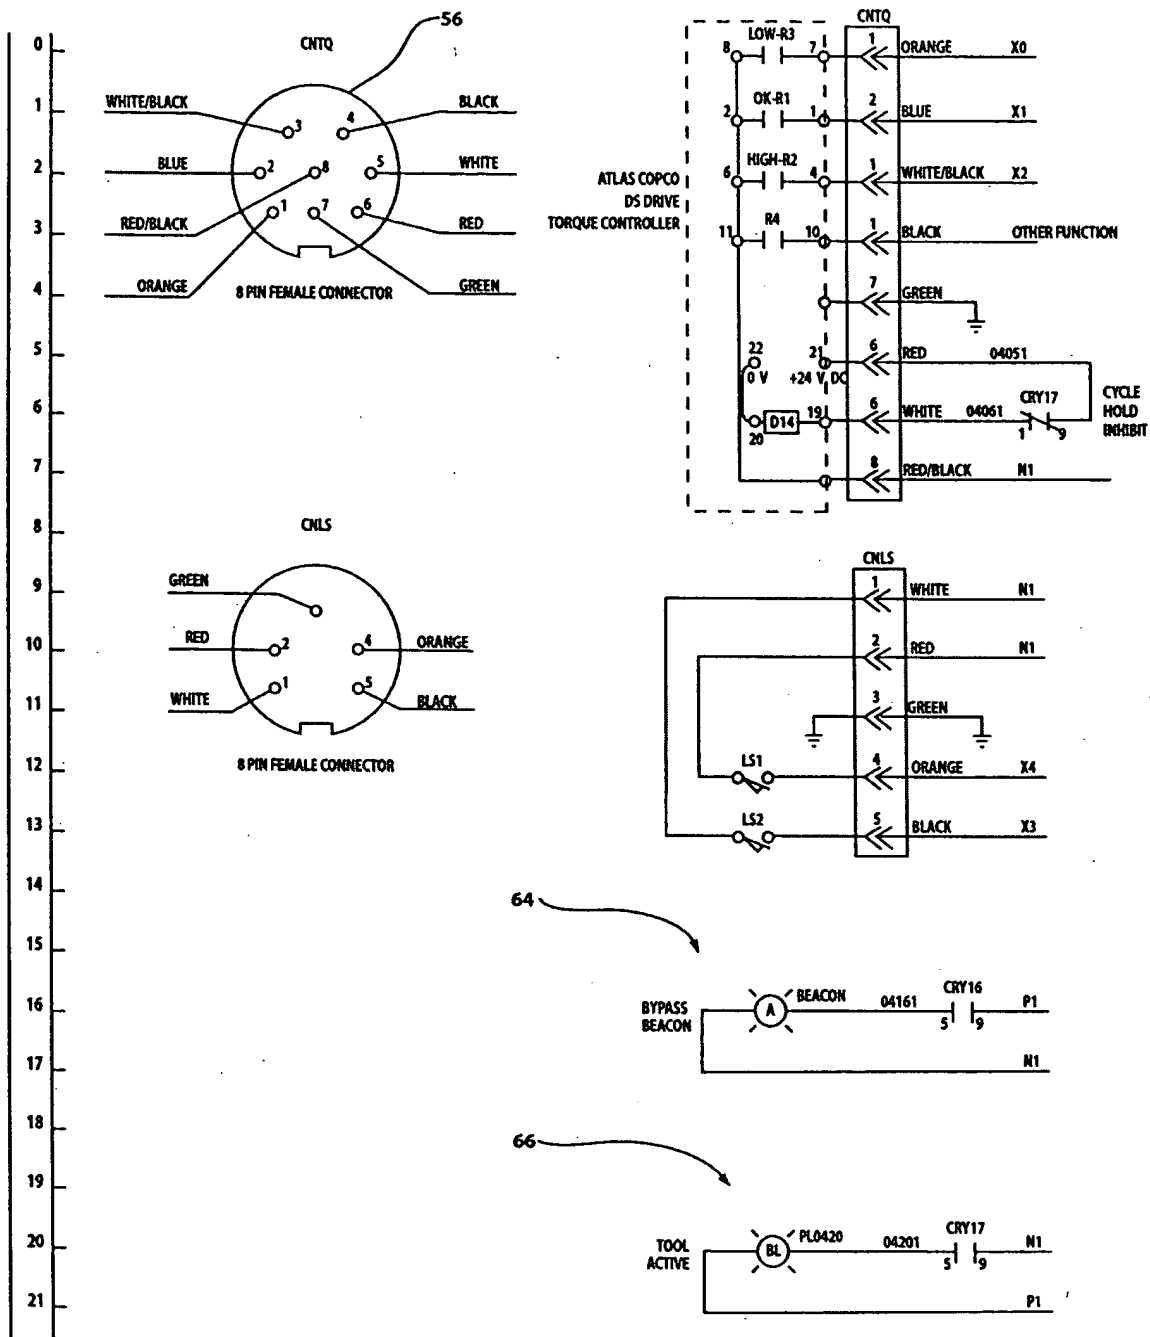 0
1
2
3
4
5
6
7
8
9
10
11
12
13
14
15
16
17
18
19
20
21
CNTQ
56
WHITE/BLACK
BLACK
3
4
BLUE
2
8
5
WHITE
RED/BLACK
1
7
6
RED
ORANGE
GREEN
8 PIN FEMALE CONNECTOR
CNTQ
8 LOW-R3 7 1 ORANGE X0
2 OK-R1 1 2 BLUE X1
6 HIGH-R2 4 1 WHITE/BLACK X2
ATLAS COPCO
DS DRIVE
TORQUE CONTROLLER
11 R4 10 1 BLACK OTHER FUNCTION
7 GREEN
22 21 6 RED 04051
0 V +24 V DC
20 D14 19 6 WHITE 04061 CRY17
1 9
CYCLE
HOLD
INHIBIT
8 RED/BLACK N1
CNLS
GREEN
RED 2 4 ORANGE
WHITE 1 5 BLACK
8 PIN FEMALE CONNECTOR
CNLS
1 WHITE N1
2 RED N1
3 GREEN
LS1 4 ORANGE X4
LS2 5 BLACK X3
64
BYPASS
BEACON
A BEACON 04161 CRY16 P1
5 9
N1
66
TOOL
ACTIVE
BL PL0420 04201 CRY17 N1
5 9
P1